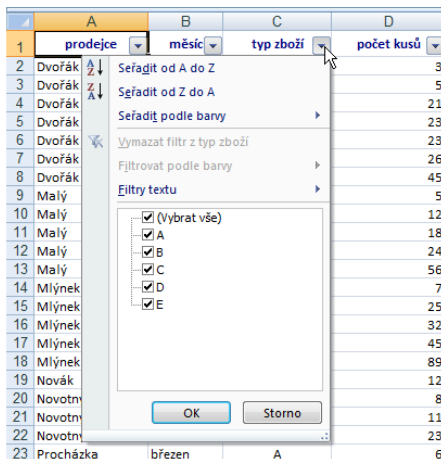 A B C D
1 prodejce měsíc typ zboží počet kusů
2 Dvořák 3
3 Dvořák 5
4 Dvořák 21
5 Dvořák 23
6 Dvořák 23
7 Dvořák 26
8 Dvořák 45
9 Malý 5
10 Malý 12
11 Malý 18
12 Malý 24
13 Malý 56
14 Mlýnek 7
15 Mlýnek 25
16 Mlýnek 32
17 Mlýnek 45
18 Mlýnek 89
19 Novák 12
20 Novotn 8
21 Novotn 11
22 Novotn 23
23 Procházka březen A 6
Seřadit od A do Z
Seřadit od Z do A
Seřadit podle barvy
Vymazat filtr z typ zboží
Filtrovat podle barvy
Filtry textu
(Vybrat vše)
A
B
C
D
E
OK Storno